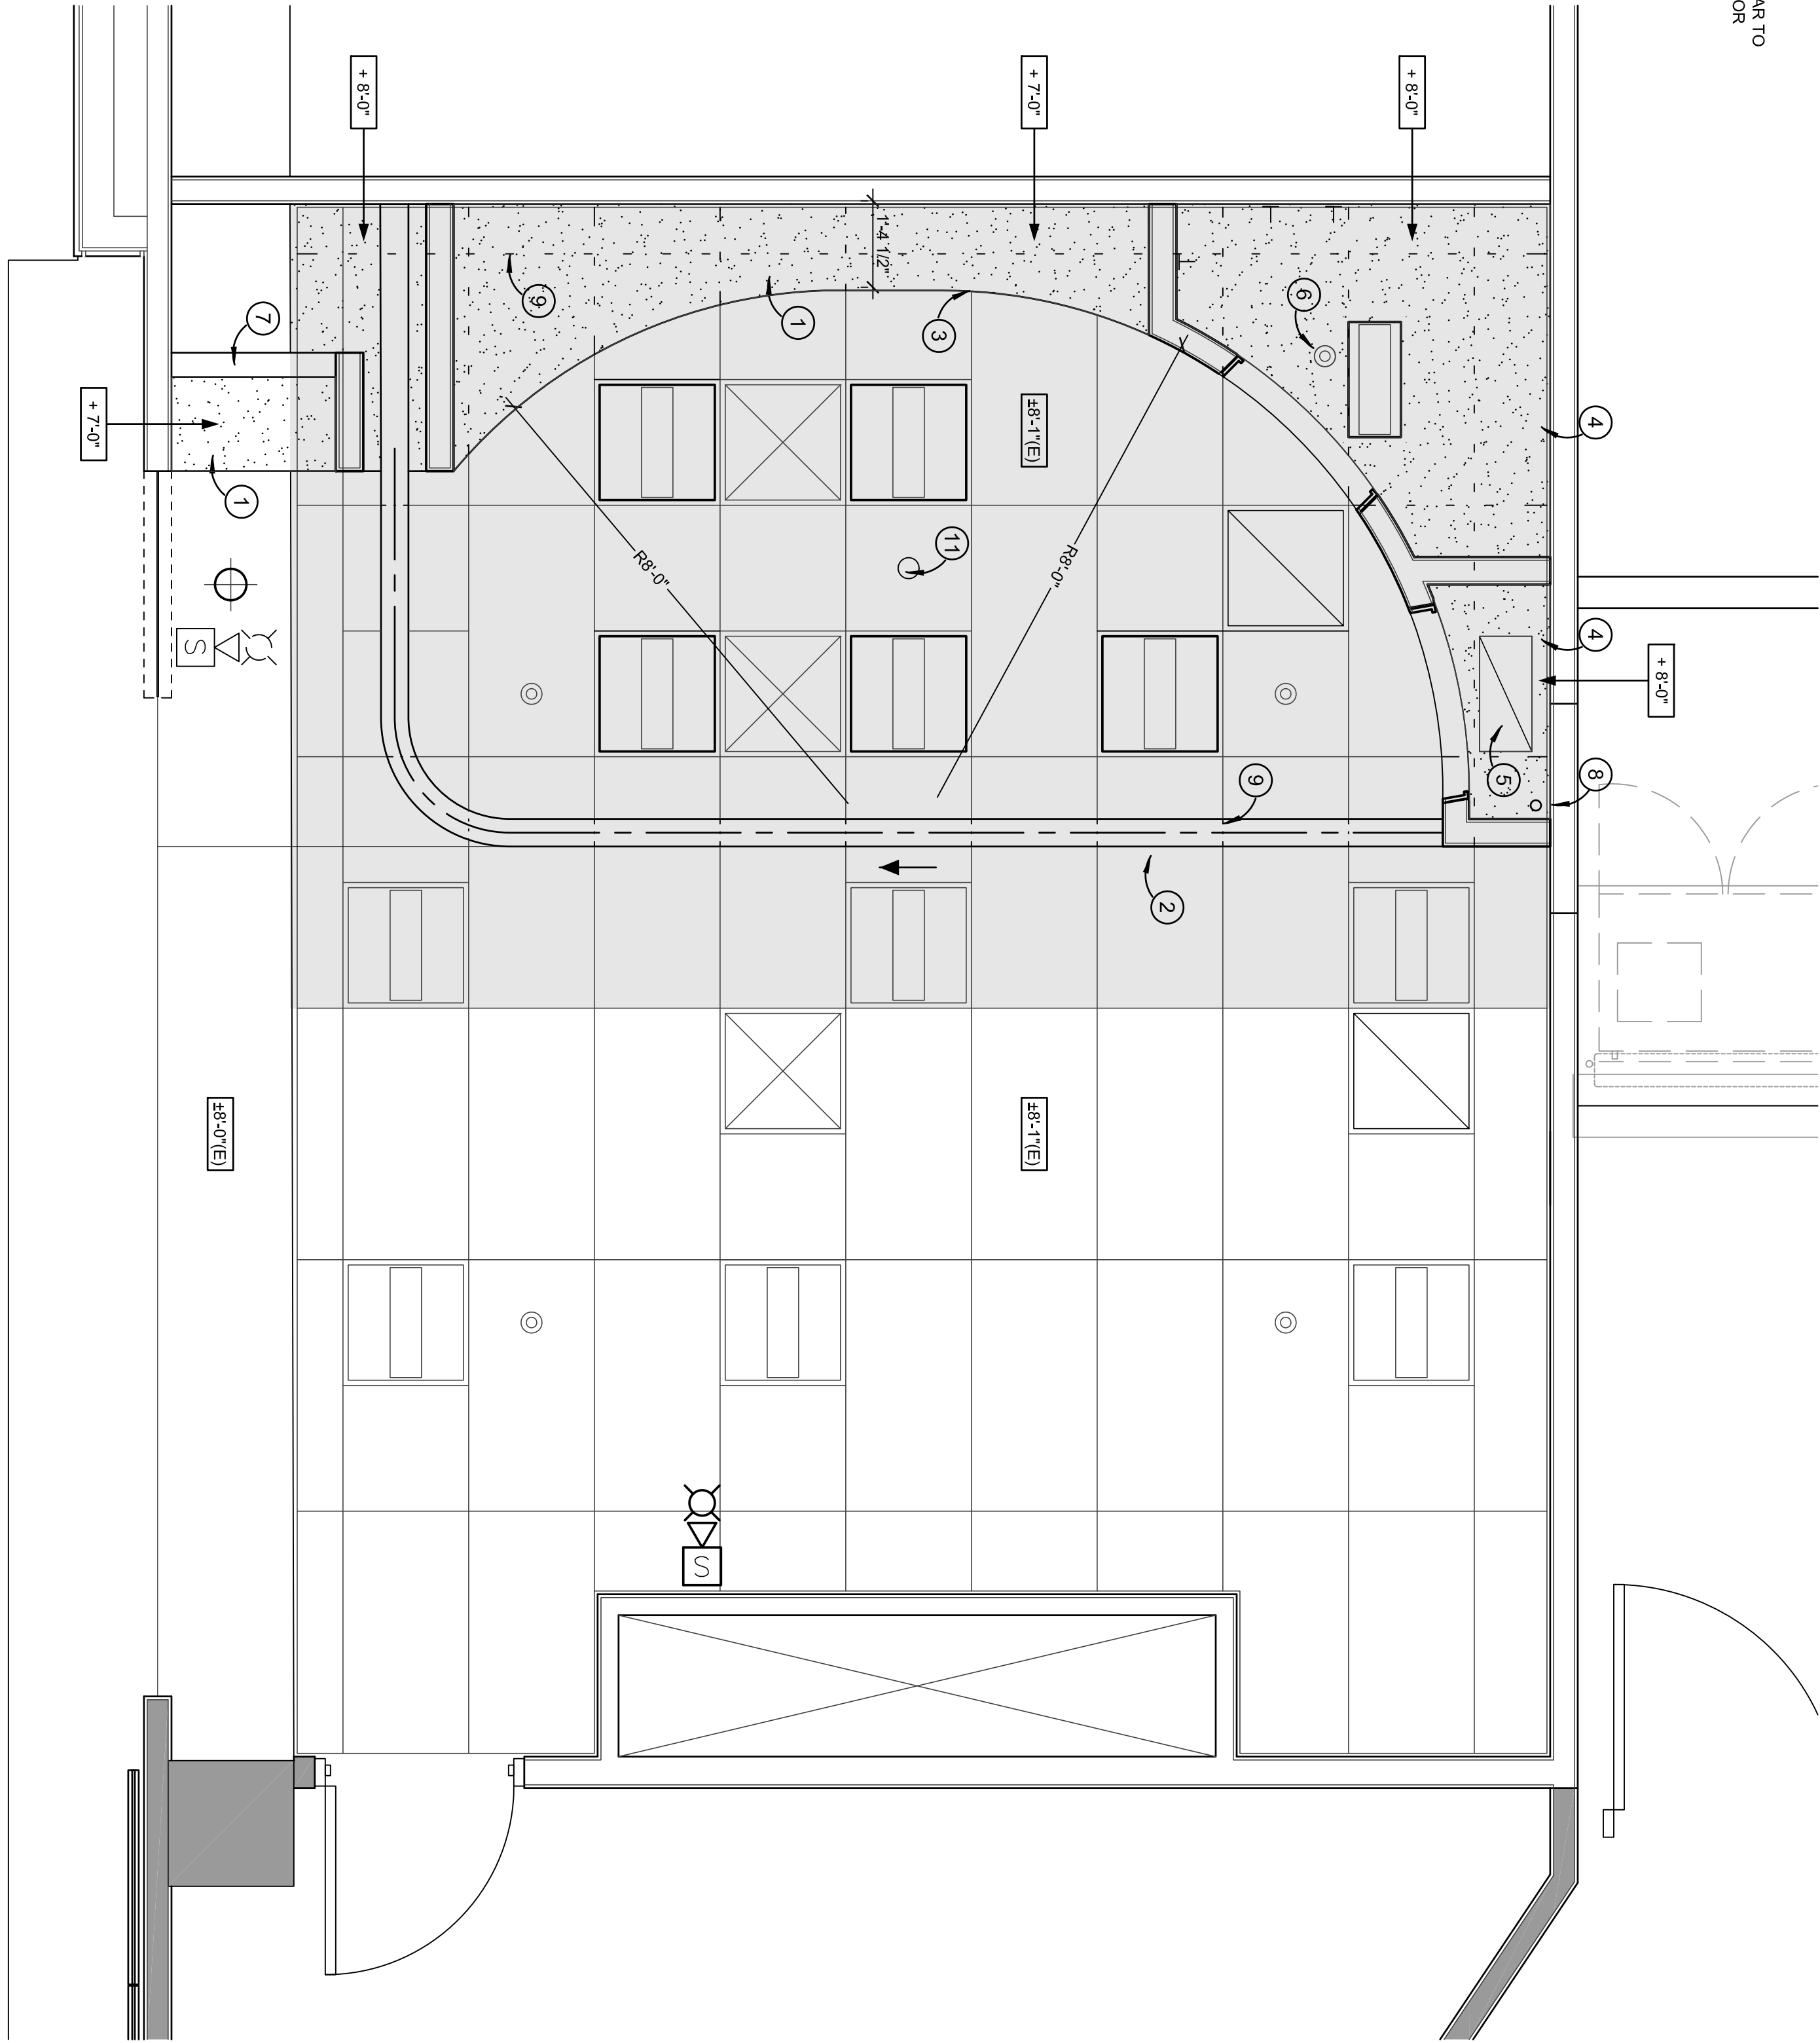 AR TO
OR
+ 8'-0"
+ 7'-0"
+ 8'-0"
1'-4 1/2"
6
9
7
1
3
4
+ 7'-0"
±8'-1"(E)
1
11
R8'-0"
R8'-0"
4
S
+ 8'-0"
8
5
9
2
±8'-0"(E)
±8'-1"(E)
S